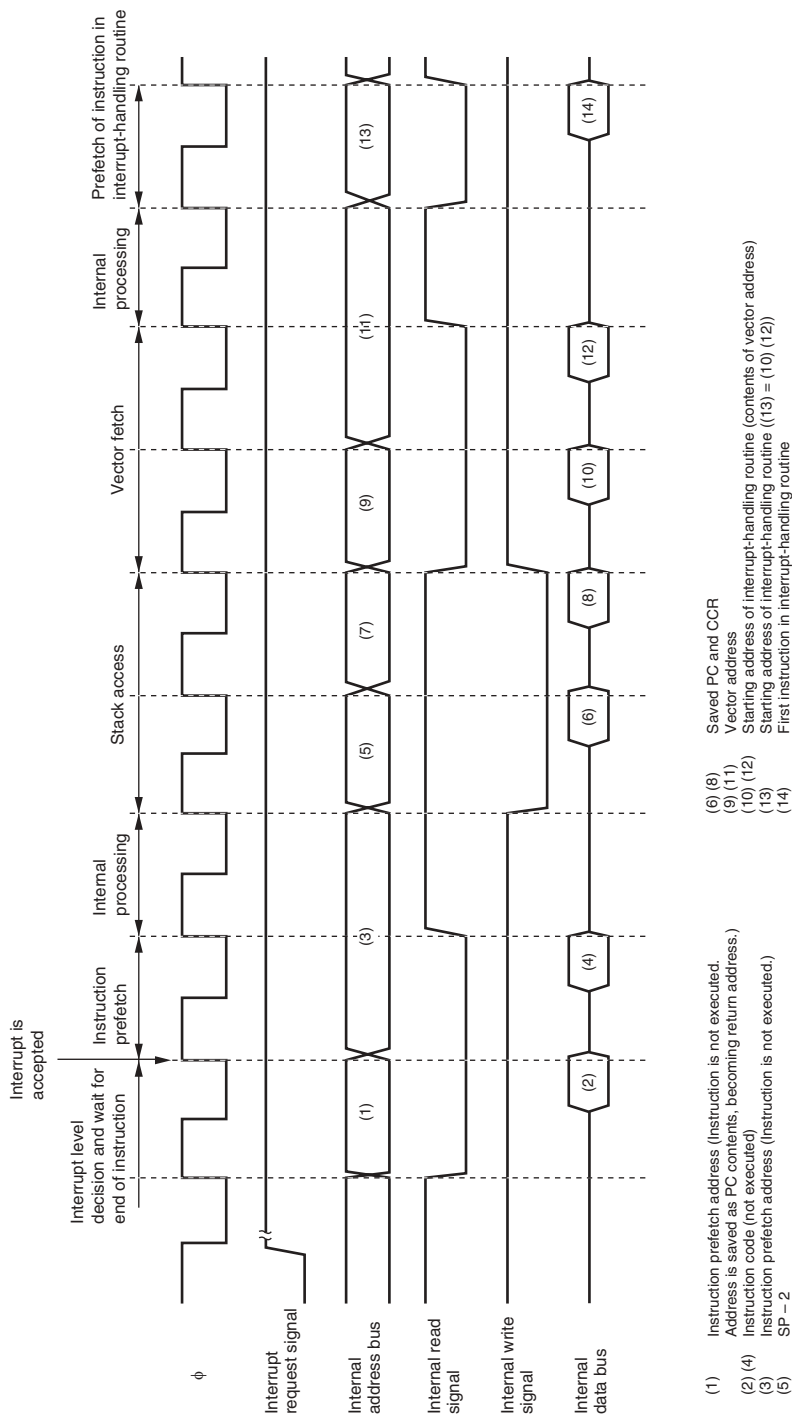 Interrupt is
accepted
Interrupt level
decision and wait for
end of instruction
Instruction
prefetch
Internal
processing
Stack access
Vector fetch
Internal
processing
Prefetch of instruction in
interrupt-handling routine
φ
Interrupt
request signal
Internal
address bus
(1)
(3)
(5)
(7)
(9)
(11)
(13)
Internal read
signal
Internal write
signal
Internal
data bus
(2)
(4)
(6)
(8)
(10)
(12)
(14)
(1) Instruction prefetch address (Instruction is not executed.
Address is saved as PC contents, becoming return address.)
(2) (4) Instruction code (not executed)
(3) Instruction prefetch address (Instruction is not executed.)
(5) SP – 2
(6) (8) Saved PC and CCR
(9) (11) Vector address
(10) (12) Starting address of interrupt-handling routine (contents of vector address)
(13) Starting address of interrupt-handling routine ((13) = (10) (12))
(14) First instruction in interrupt-handling routine